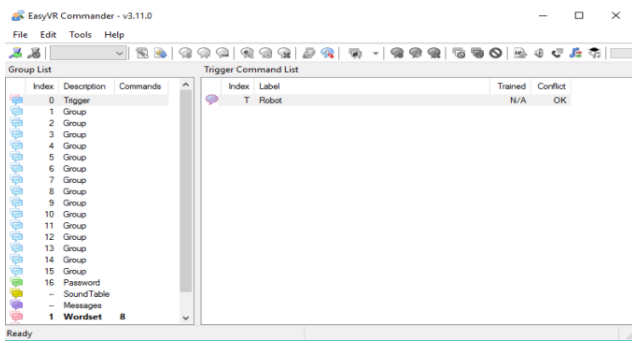 EasyVR Commander - v3.11.0
File Edit Tools Help
Group List
Trigger Command List
Index Description Commands
Index Label Trained Conflict
0 Trigger
T Robot N/A OK
1 Group
2 Group
3 Group
4 Group
5 Group
6 Group
7 Group
8 Group
9 Group
10 Group
11 Group
12 Group
13 Group
14 Group
15 Group
16 Password
-- SoundTable
-- Messages
1 Wordset 8
Ready